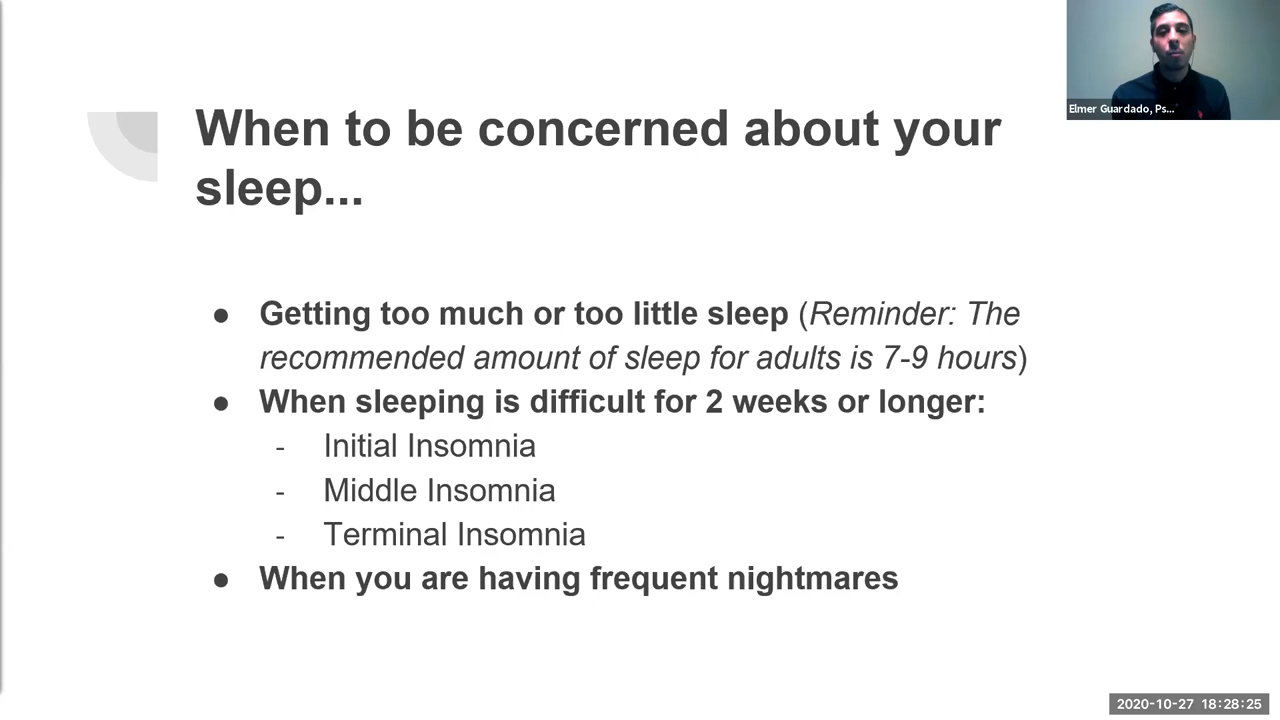 Elmer Guardado, Ps...
When to be concerned about your
sleep...
● Getting too much or too little sleep (Reminder: The
recommended amount of sleep for adults is 7-9 hours)
● When sleeping is difficult for 2 weeks or longer:
- Initial Insomnia
- Middle Insomnia
- Terminal Insomnia
● When you are having frequent nightmares
2020-10-27 18:28:25